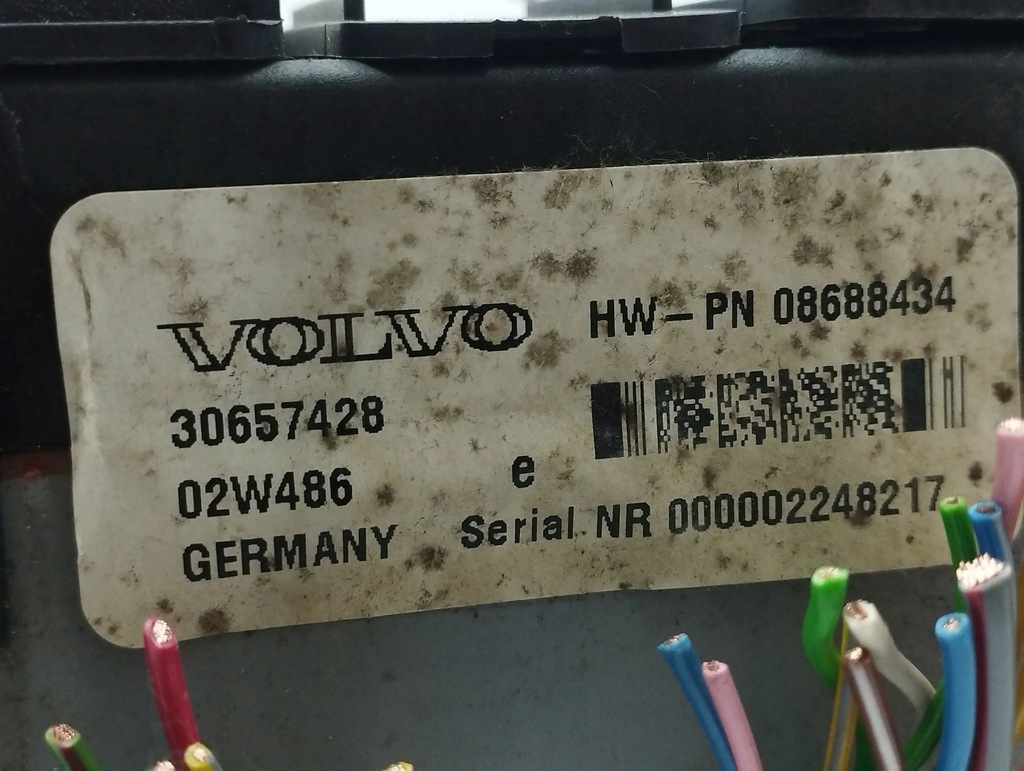 VOLVO
HW-PN 08688434
30657428
02W486
e
GERMANY
Serial NR 000002248217